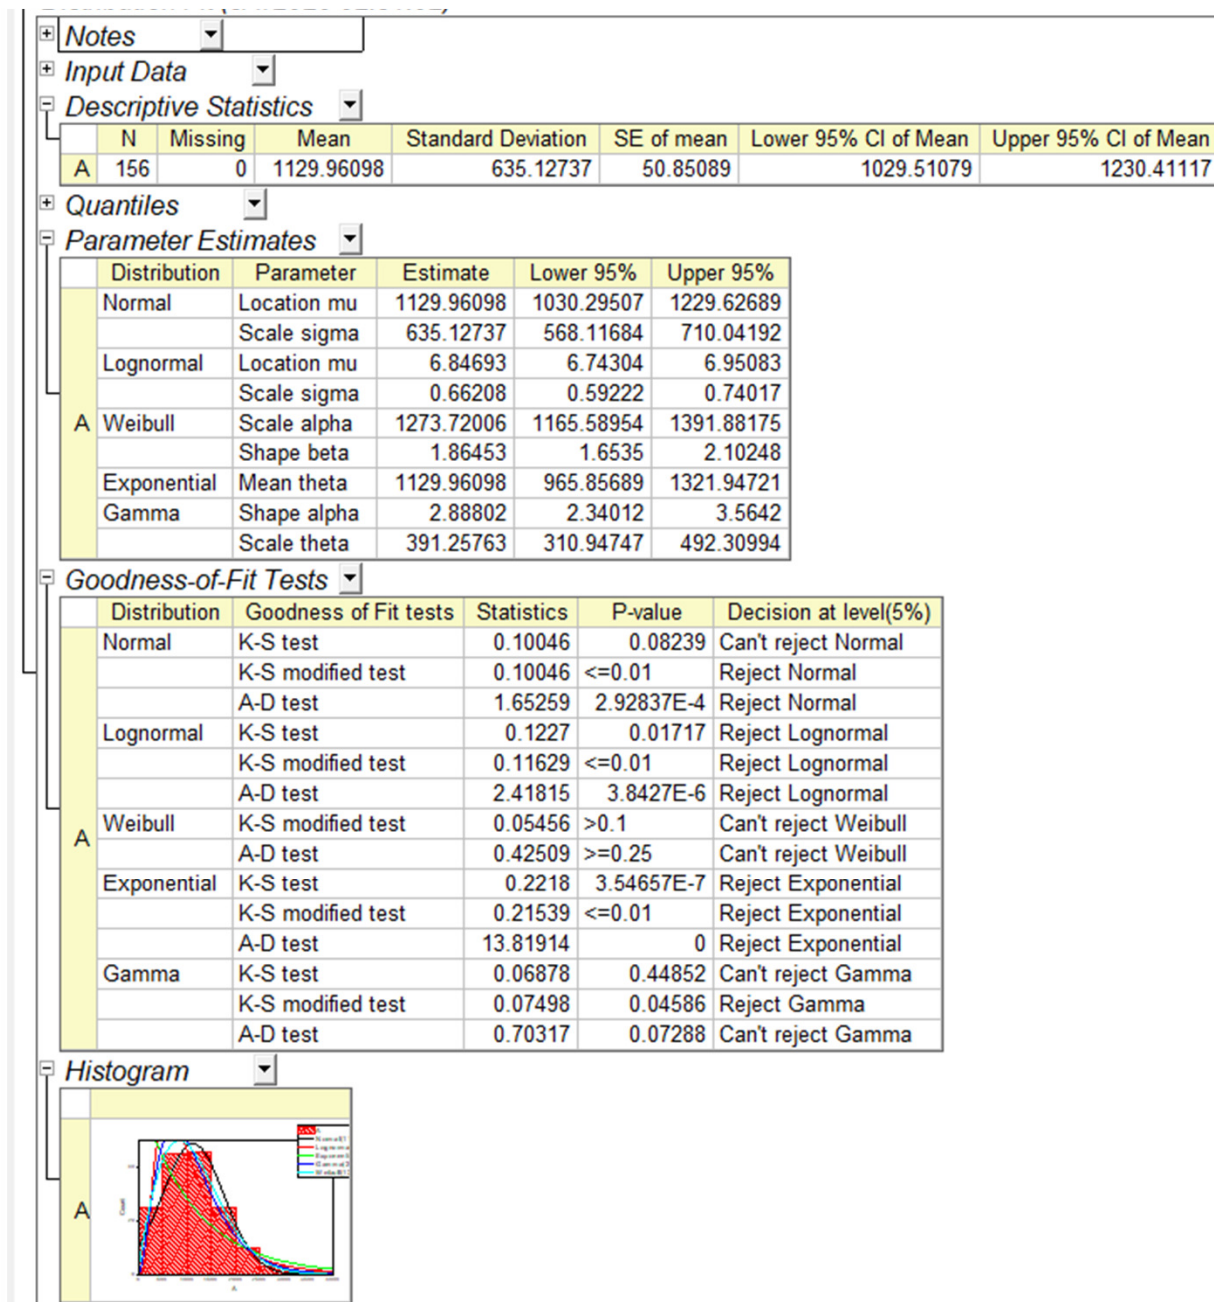 Notes
Input Data
Descriptive Statistics
N Missing Mean Standard Deviation SE of mean Lower 95% CI of Mean Upper 95% CI of Mean
A 156 0 1129.96098 635.12737 50.85089 1029.51079 1230.41117
Quantiles
Parameter Estimates
Distribution Parameter Estimate Lower 95% Upper 95%
Normal Location mu 1129.96098 1030.29507 1229.62689
Scale sigma 635.12737 568.11684 710.04192
Lognormal Location mu 6.84693 6.74304 6.95083
Scale sigma 0.66208 0.59222 0.74017
A Weibull Scale alpha 1273.72006 1165.58954 1391.88175
Shape beta 1.86453 1.6535 2.10248
Exponential Mean theta 1129.96098 965.85689 1321.94721
Gamma Shape alpha 2.88802 2.34012 3.5642
Scale theta 391.25763 310.94747 492.30994
Goodness-of-Fit Tests
Distribution Goodness of Fit tests Statistics P-value Decision at level(5%)
Normal K-S test 0.10046 0.08239 Can't reject Normal
K-S modified test 0.10046 <=0.01 Reject Normal
A-D test 1.65259 2.92837E-4 Reject Normal
Lognormal K-S test 0.1227 0.01717 Reject Lognormal
K-S modified test 0.11629 <=0.01 Reject Lognormal
A-D test 2.41815 3.8427E-6 Reject Lognormal
A Weibull K-S modified test 0.05456 >0.1 Can't reject Weibull
A-D test 0.42509 >=0.25 Can't reject Weibull
Exponential K-S test 0.2218 3.54657E-7 Reject Exponential
K-S modified test 0.21539 <=0.01 Reject Exponential
A-D test 13.81914 0 Reject Exponential
Gamma K-S test 0.06878 0.44852 Can't reject Gamma
K-S modified test 0.07498 0.04586 Reject Gamma
A-D test 0.70317 0.07288 Can't reject Gamma
Histogram
A
Count
A